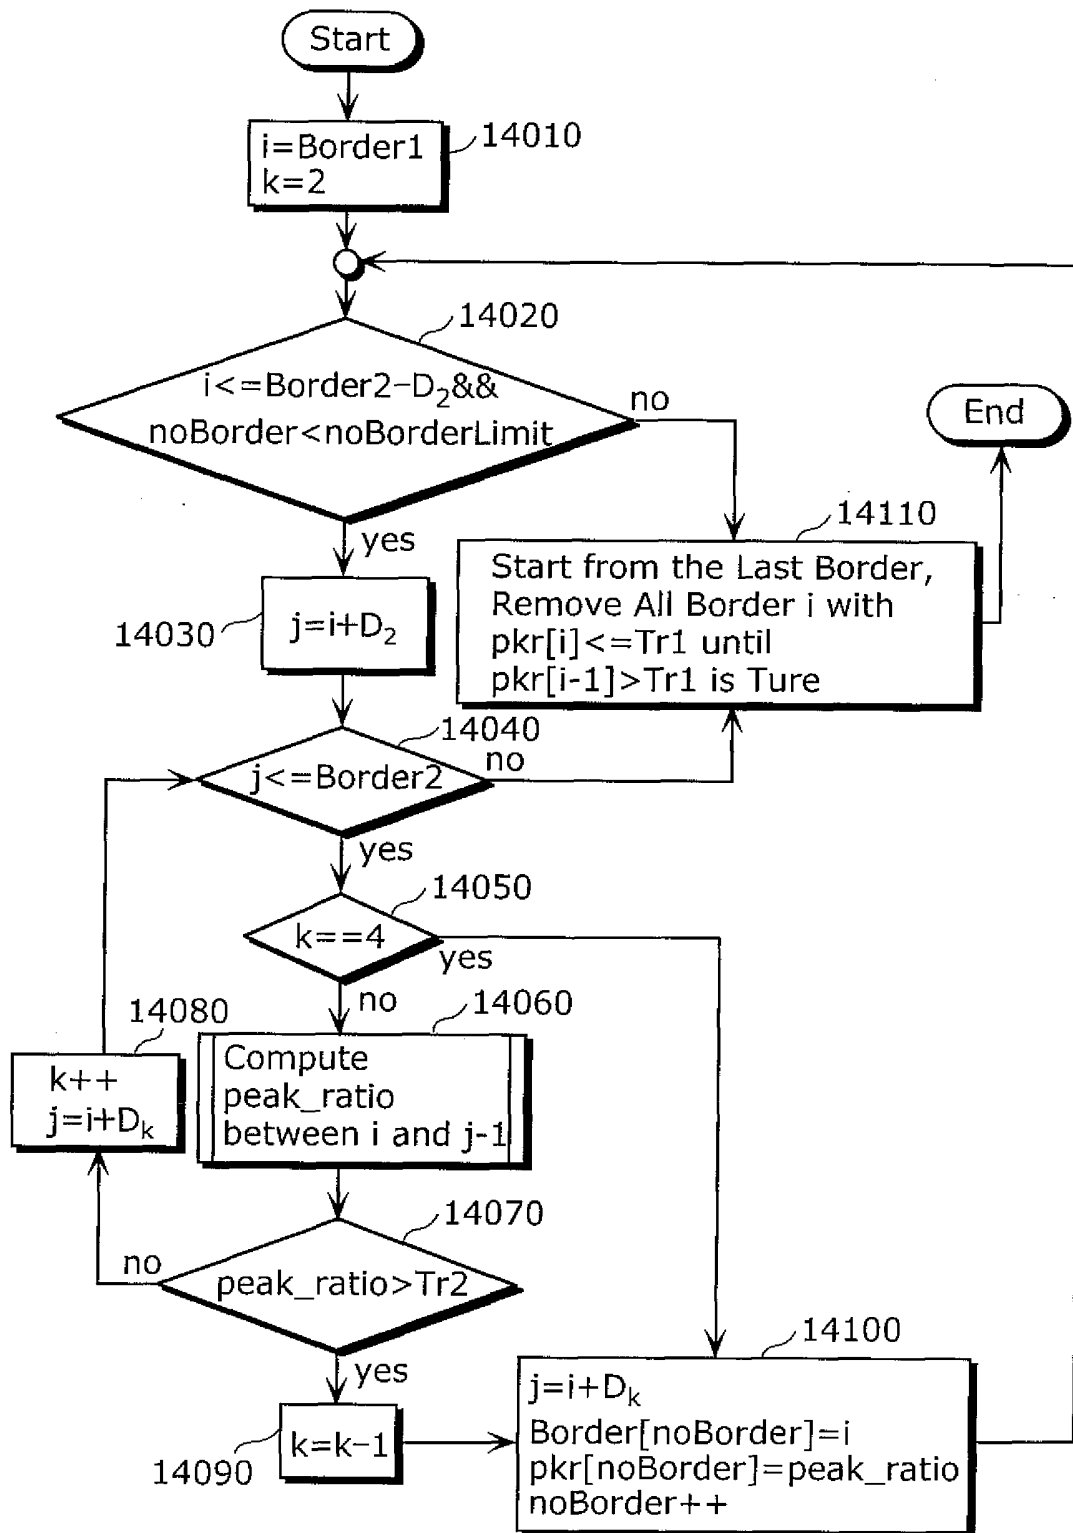 Start
14010
i=Border1
k=2
14020
i<=Border2-D₂&&
noBorder<noBorderLimit
no
End
yes
14110
Start from the Last Border,
Remove All Border i with
pkr[i]<=Tr1 until
pkr[i-1]>Tr1 is Ture
14030
j=i+D₂
14040
j<=Border2
no
yes
14050
k==4
yes
no
14060
14080
k++
j=i+Dₖ
Compute
peak_ratio
between i and j-1
14070
no
peak_ratio>Tr2
yes
14100
14090
k=k-1
j=i+Dₖ
Border[noBorder]=i
pkr[noBorder]=peak_ratio
noBorder++